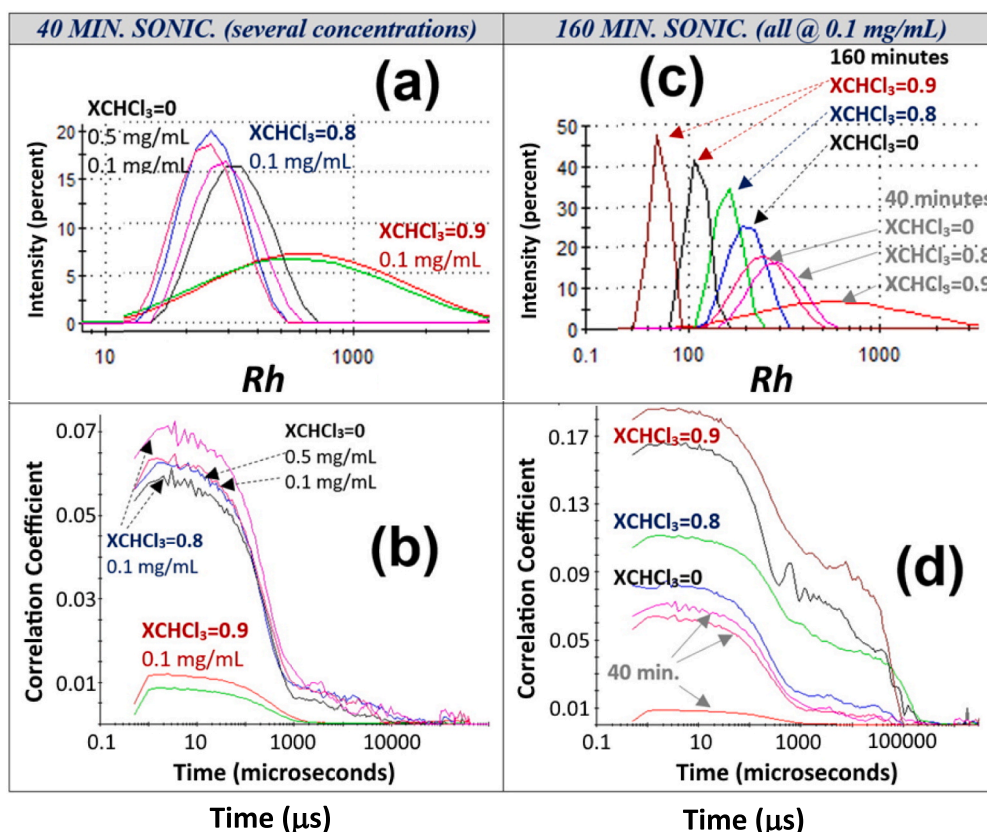 40 MIN. SONIC. (several concentrations)
160 MIN. SONIC. (all @ 0.1 mg/mL)
(a)
XCHCl₃=0
0.5 mg/mL
0.1 mg/mL
XCHCl₃=0.8
0.1 mg/mL
XCHCl₃=0.9
0.1 mg/mL
Intensity (percent)
20
15
10
5
0
10
1000
Rh
(c)
160 minutes
XCHCl₃=0.9
XCHCl₃=0.8
XCHCl₃=0
40 minutes
XCHCl₃=0
XCHCl₃=0.8
XCHCl₃=0.9
Intensity (percent)
50
40
30
20
10
0
0.1
100
1000
Rh
(b)
XCHCl₃=0
0.5 mg/mL
0.1 mg/mL
XCHCl₃=0.8
0.1 mg/mL
XCHCl₃=0.9
0.1 mg/mL
Correlation Coefficient
0.07
0.05
0.03
0.01
0.1
10
1000
100000
Time (microseconds)
(d)
XCHCl₃=0.9
XCHCl₃=0.8
XCHCl₃=0
40 min.
Correlation Coefficient
0.17
0.13
0.09
0.05
0.01
0.1
10
1000
100000
Time (microseconds)
Time (μs)
Time (μs)